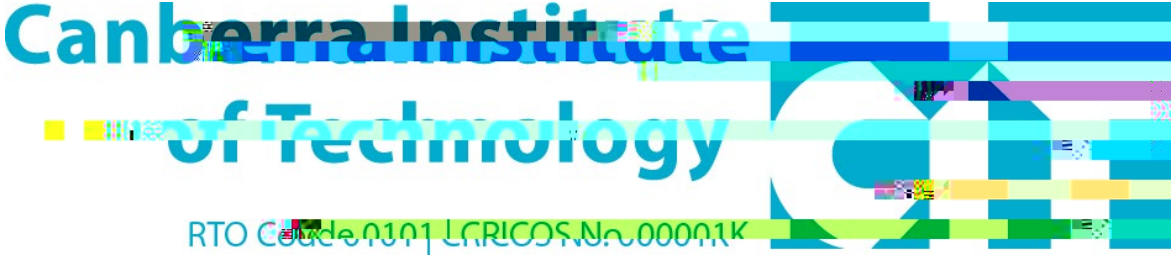 Canberra Institute
of Technology
RTO Code 0101 | CRICOS No. 00001K